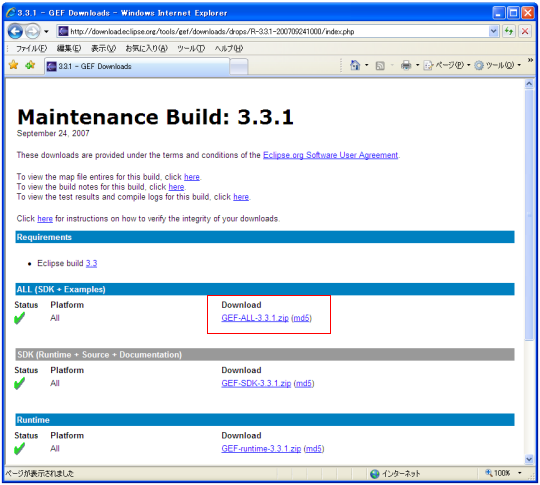 3.3.1 - GEF Downloads - Windows Internet Explorer
http://download.eclipse.org/tools/gef/downloads/drops/R-3.3.1-200709241000/index.php
ファイル(F) 編集(E) 表示(V) お気に入り(A) ツール(T) ヘルプ(H)
3.3.1 - GEF Downloads ページ(P) ツール(O)
Maintenance Build: 3.3.1
September 24, 2007
These downloads are provided under the terms and conditions of the Eclipse.org Software User Agreement.
To view the map file entires for this build, click here.
To view the build notes for this build, click here.
To view the test results and compile logs for this build, click here.
Click here for instructions on how to verify the integrity of your downloads.
Requirements
Eclipse build 3.3
ALL (SDK + Examples)
Status Platform Download
All GEF-ALL-3.3.1.zip (md5)
SDK (Runtime + Source + Documentation)
Status Platform Download
All GEF-SDK-3.3.1.zip (md5)
Runtime
Status Platform Download
All GEF-runtime-3.3.1.zip (md5)
ページが表示されました インターネット 100%